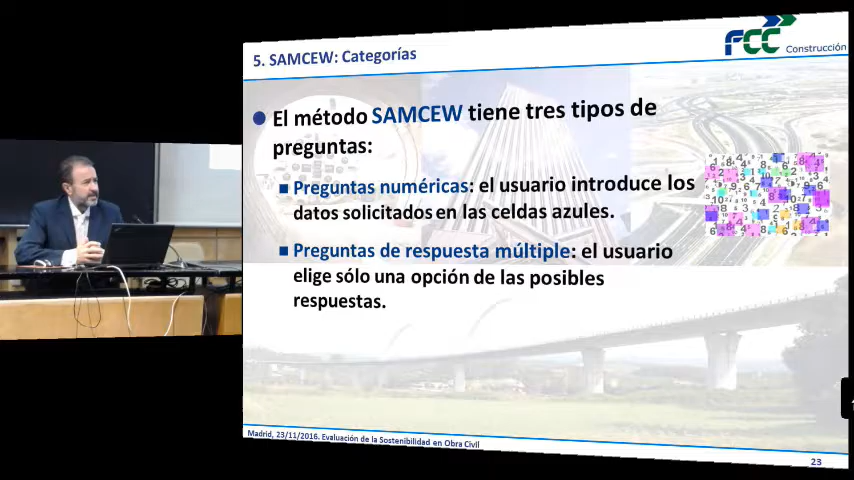 5. SAMCEW: Categorías
FCC
Construcción
El método SAMCEW tiene tres tipos de
preguntas:
Preguntas numéricas: el usuario introduce los
datos solicitados en las celdas azules.
Preguntas de respuesta múltiple: el usuario
elige sólo una opción de las posibles
respuestas.
Madrid, 23/11/2016. Evaluación de la Sostenibilidad en Obra Civil
23